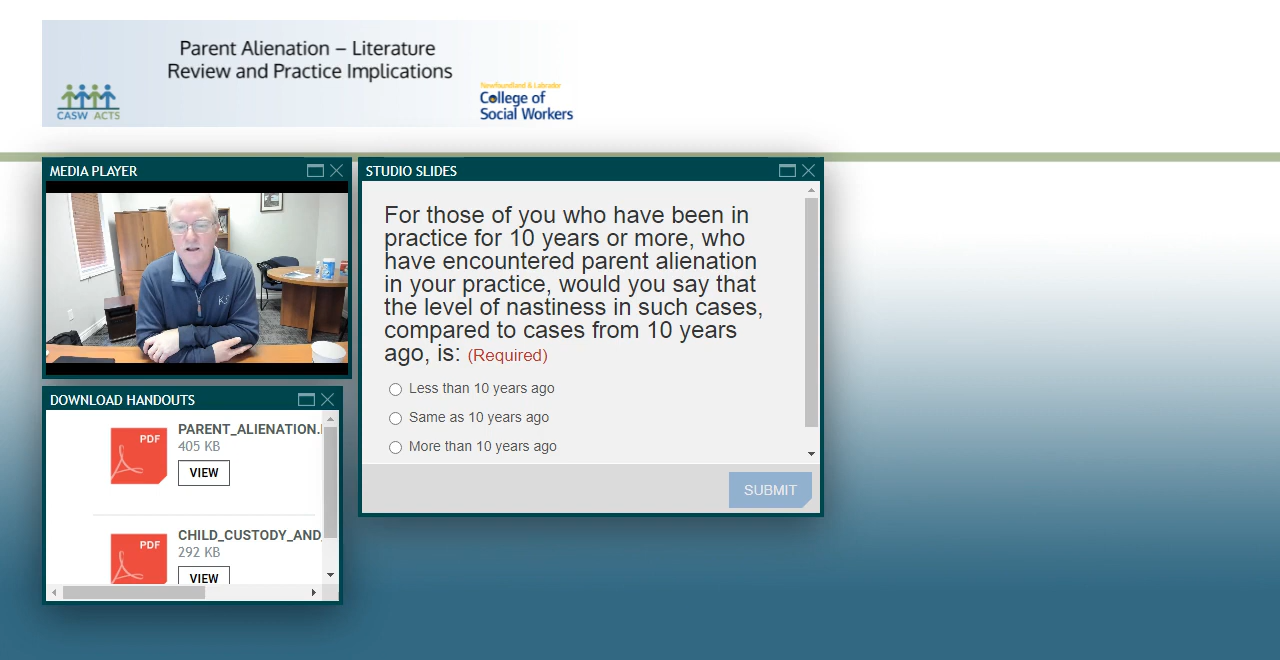 Parent Alienation – Literature
Review and Practice Implications
CASW ACTS
Newfoundland & Labrador
College of
Social Workers
MEDIA PLAYER
STUDIO SLIDES
For those of you who have been in
practice for 10 years or more, who
have encountered parent alienation
in your practice, would you say that
the level of nastiness in such cases,
compared to cases from 10 years
ago, is: (Required)
Less than 10 years ago
Same as 10 years ago
More than 10 years ago
SUBMIT
DOWNLOAD HANDOUTS
PDF
PARENT_ALIENATION.
405 KB
VIEW
PDF
CHILD_CUSTODY_AND
292 KB
VIEW